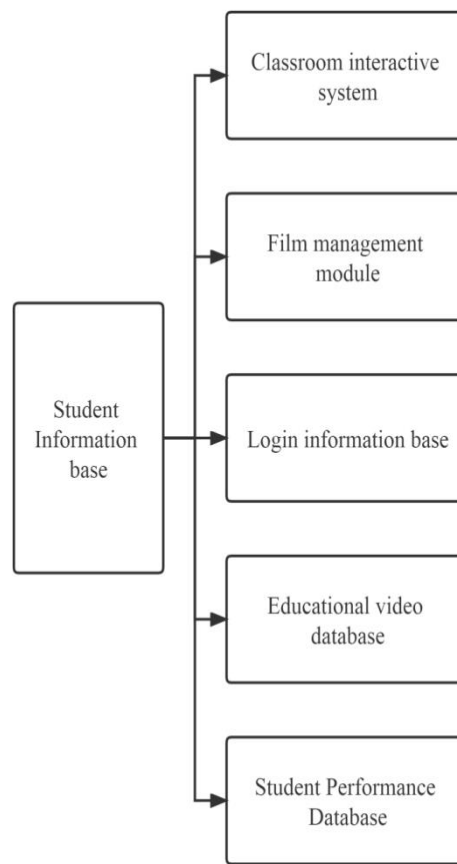 Classroom interactive
system
Film management
module
Student
Information
base
Login information base
Educational video
database
Student Performance
Database